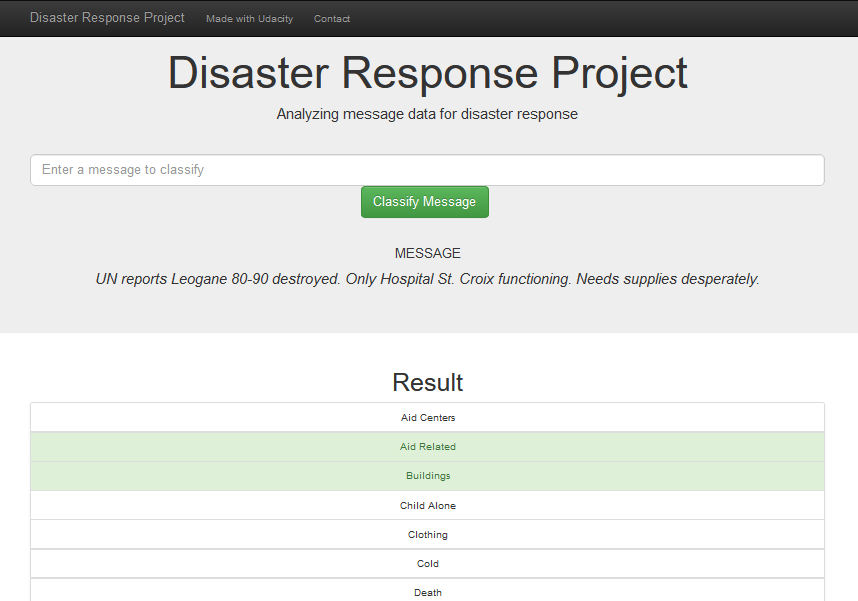 Disaster Response Project Made with Udacity Contact
Disaster Response Project
Analyzing message data for disaster response
Enter a message to classify
Classify Message
MESSAGE
UN reports Leogane 80-90 destroyed. Only Hospital St. Croix functioning. Needs supplies desperately.
Result
Aid Centers
Aid Related
Buildings
Child Alone
Clothing
Cold
Death